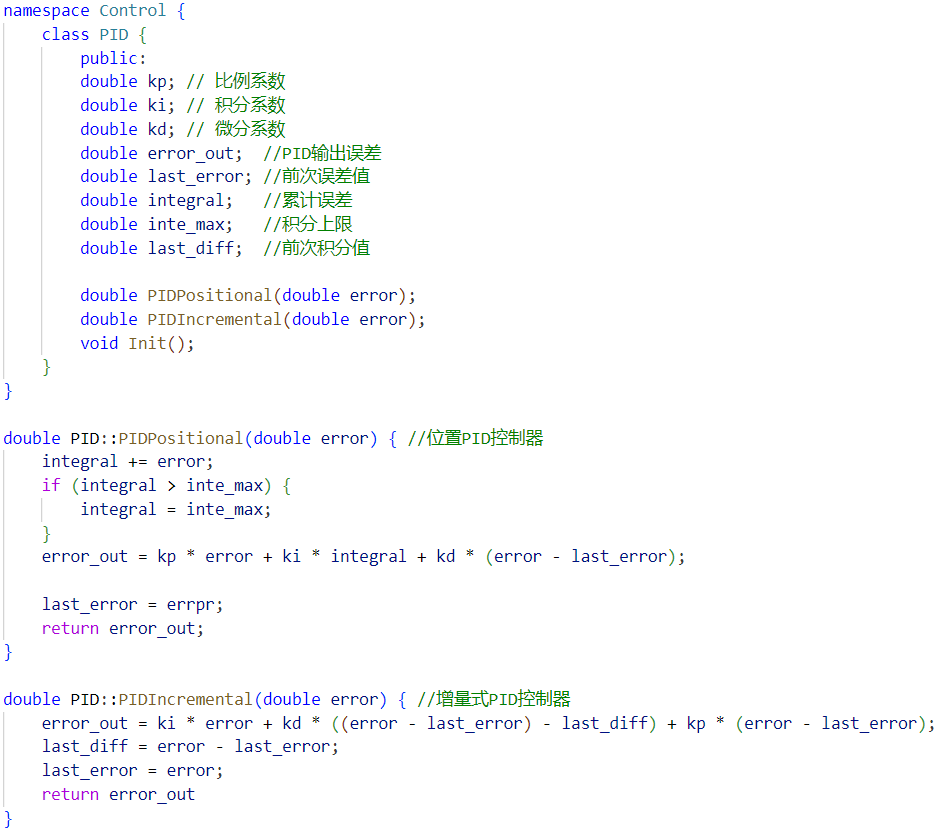 namespace Control {
    class PID {
        public:
        double kp; // 比例系数
        double ki; // 积分系数
        double kd; // 微分系数
        double error_out;  //PID输出误差
        double last_error; //前次误差值
        double integral;   //累计误差
        double inte_max;   //积分上限
        double last_diff;  //前次积分值

        double PIDPositional(double error);
        double PIDIncremental(double error);
        void Init();
    }
}

double PID::PIDPositional(double error) { //位置PID控制器
    integral += error;
    if (integral > inte_max) {
        integral = inte_max;
    }
    error_out = kp * error + ki * integral + kd * (error - last_error);

    last_error = errpr;
    return error_out;
}

double PID::PIDIncremental(double error) { //增量式PID控制器
    error_out = ki * error + kd * ((error - last_error) - last_diff) + kp * (error - last_error);
    last_diff = error - last_error;
    last_error = error;
    return error_out
}